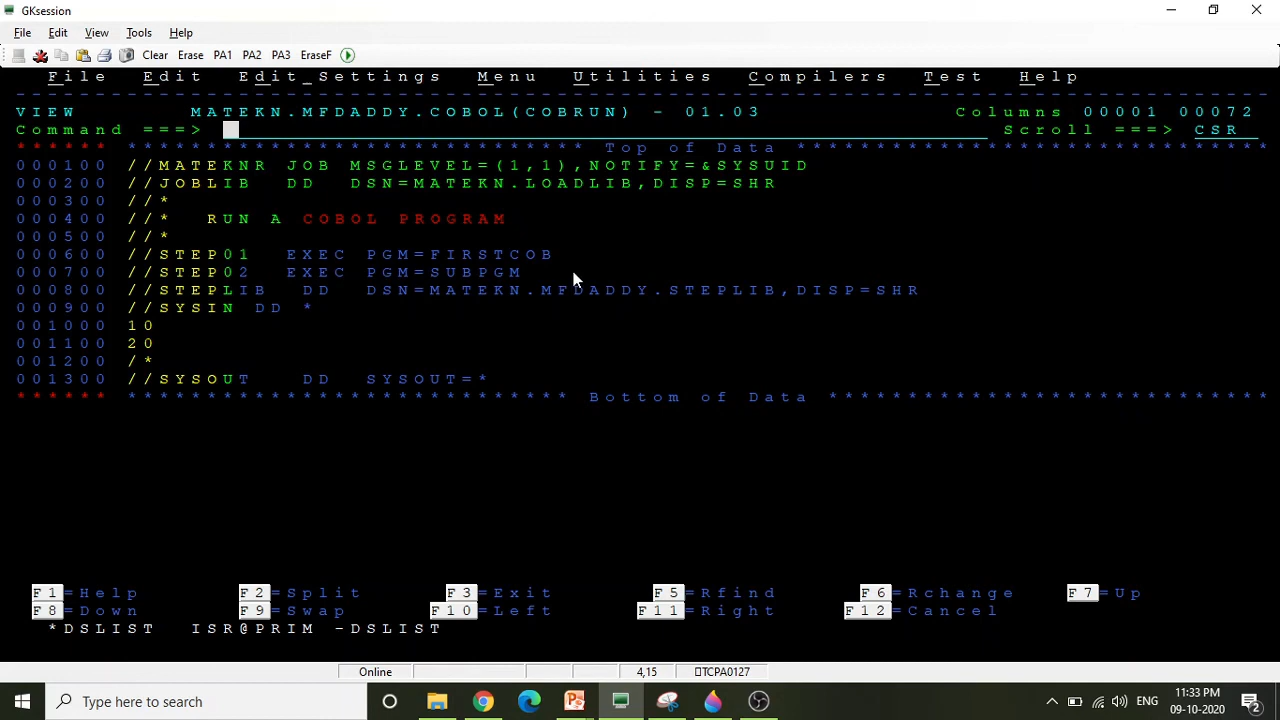 GKsession
File Edit View Tools Help
Clear Erase PA1 PA2 PA3 EraseF
File Edit Edit_Settings Menu Utilities Compilers Test Help
VIEW MATEKN.MFDADDY.COBOL(COBRUN) - 01.03 Columns 00001 00072
Command ===> Scroll ===> CSR
****** **************************** Top of Data ******************************
000100 //MATEKNR JOB MSGLEVEL=(1,1),NOTIFY=&SYSUID
000200 //JOBLIB DD DSN=MATEKN.LOADLIB,DISP=SHR
000300 //*
000400 //* RUN A COBOL PROGRAM
000500 //*
000600 //STEP01 EXEC PGM=FIRSTCOB
000700 //STEP02 EXEC PGM=SUBPGM
000800 //STEPLIB DD DSN=MATEKN.MFDADDY.STEPLIB,DISP=SHR
000900 //SYSIN DD *
001000 10
001100 20
001200 /*
001300 //SYSOUT DD SYSOUT=*
****** **************************** Bottom of Data ****************************
F1=Help F2=Split F3=Exit F5=Rfind F6=Rchange F7=Up
F8=Down F9=Swap F10=Left F11=Right F12=Cancel
*DSLIST ISR@PRIM -DSLIST
Online 4,15 TCPA0127
Type here to search ENG 11:33 PM
09-10-2020 2